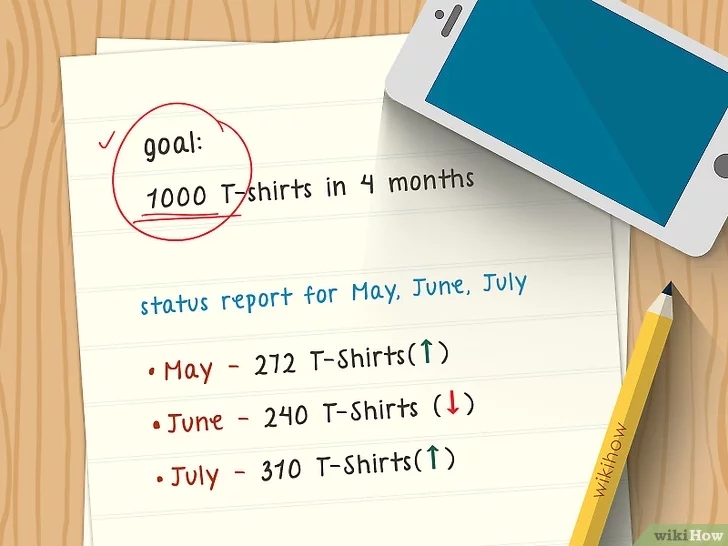 goal:
1000 T-shirts in 4 months
status report for May, June, July
• May - 272 T-Shirts(↑)
• June - 240 T-Shirts (↓)
• July - 310 T-Shirts(↑)
wikihow
wikiHow